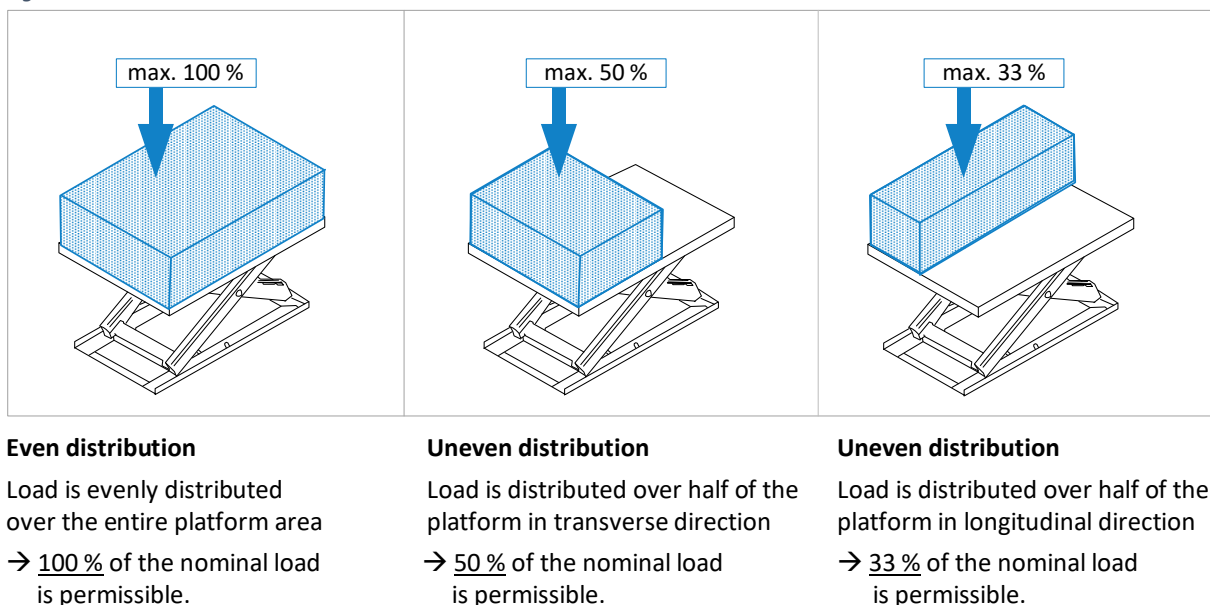 max. 100 %
max. 50 %
max. 33 %
Even distribution
Load is evenly distributed
over the entire platform area
→ 100 % of the nominal load
is permissible.
Uneven distribution
Load is distributed over half of the
platform in transverse direction
→ 50 % of the nominal load
is permissible.
Uneven distribution
Load is distributed over half of the
platform in longitudinal direction
→ 33 % of the nominal load
is permissible.